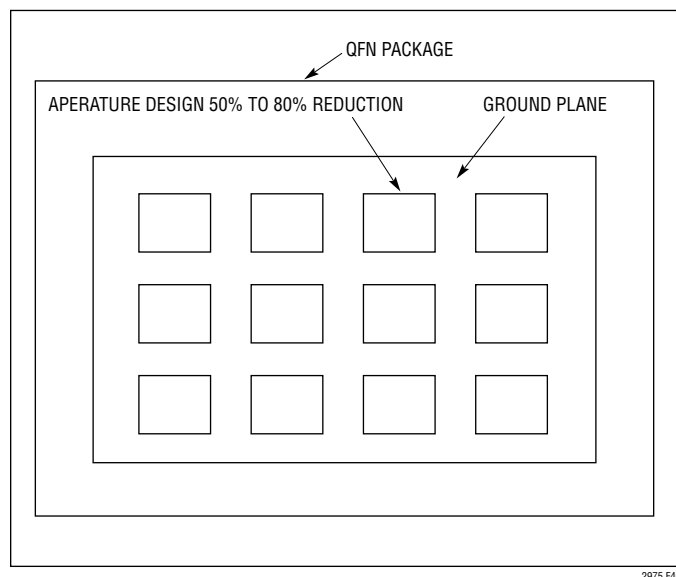 QFN PACKAGE
APERATURE DESIGN 50% TO 80% REDUCTION
GROUND PLANE